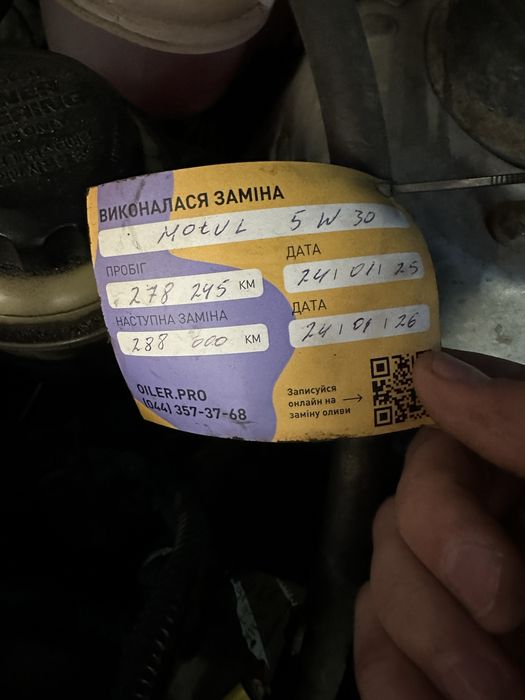 ВИКОНАЛАСЯ ЗАМІНА
Motul 5W30
ПРОБІГ
278 245 КМ
ДАТА
24 01 25
НАСТУПНА ЗАМІНА
288 000 КМ
ДАТА
24 01 26
OILER.PRO
(044) 357-37-68
Записуйся
онлайн на
заміну оливи